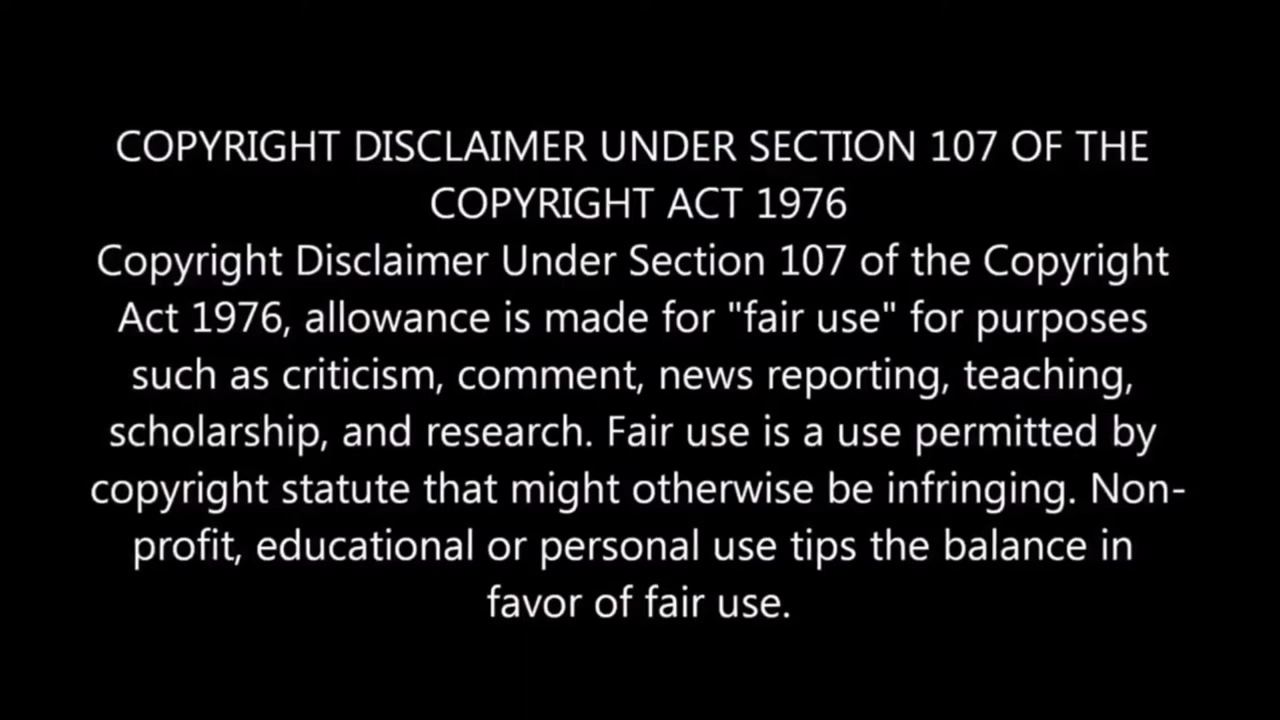 COPYRIGHT DISCLAIMER UNDER SECTION 107 OF THE
COPYRIGHT ACT 1976
Copyright Disclaimer Under Section 107 of the Copyright
Act 1976, allowance is made for "fair use" for purposes
such as criticism, comment, news reporting, teaching,
scholarship, and research. Fair use is a use permitted by
copyright statute that might otherwise be infringing. Non-
profit, educational or personal use tips the balance in
favor of fair use.